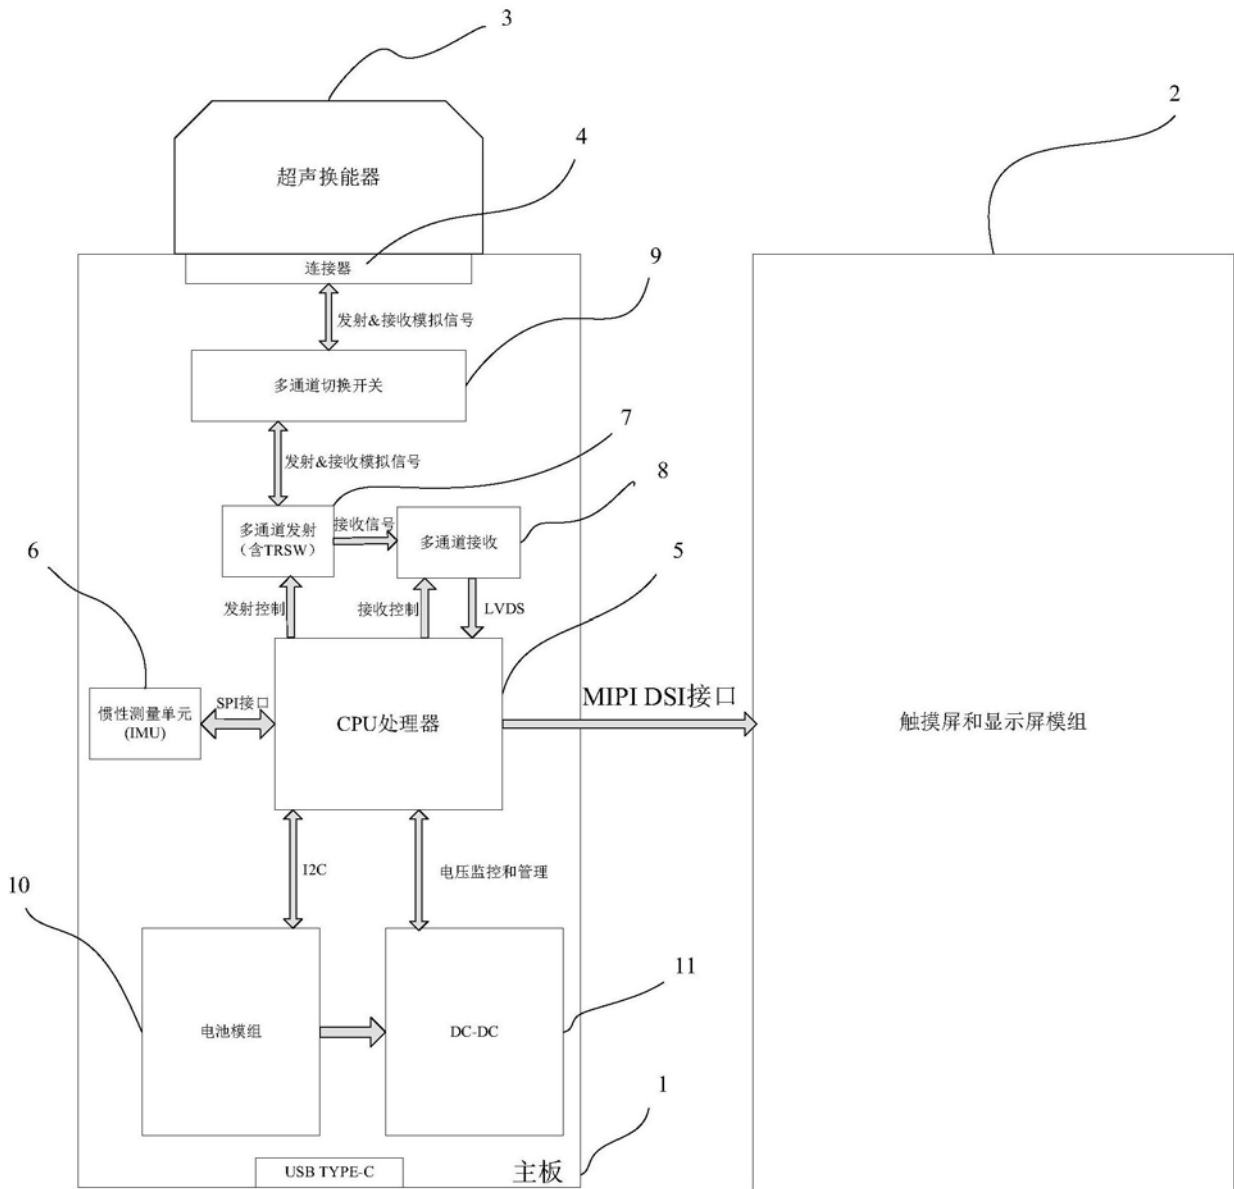 3
2
超声换能器
4
连接器
9
发射&接收模拟信号
多通道切换开关
7
发射&接收模拟信号
8
多通道发射
（含TRSW）
接收信号
多通道接收
6
5
发射控制
接收控制
LVDS
惯性测量单元
(IMU)
SPI接口
CPU处理器
MIPI DSI接口
触摸屏和显示屏模组
I2C
电压监控和管理
10
11
电池模组
DC-DC
1
USB TYPE-C
主板